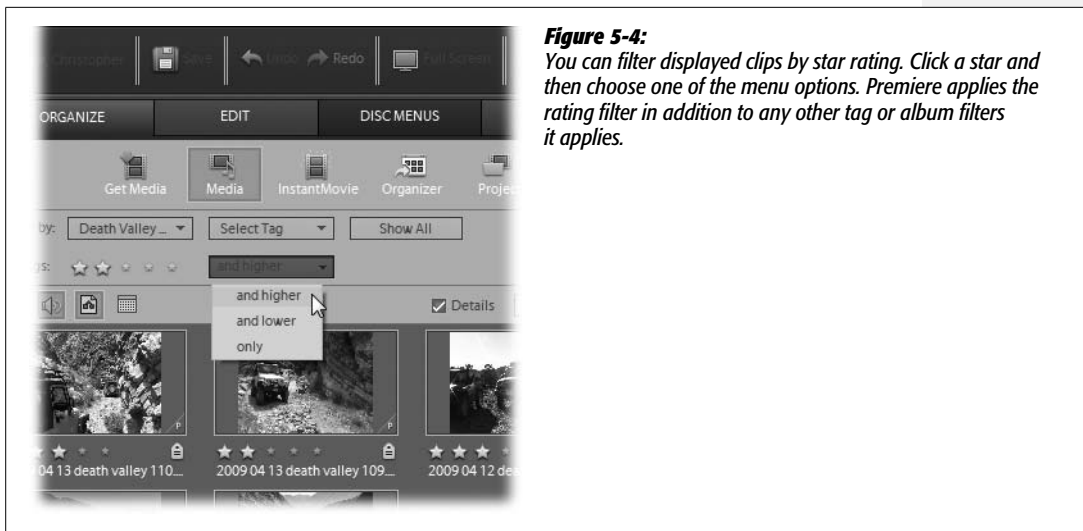 Figure 5-4:
You can filter displayed clips by star rating. Click a star and
then choose one of the menu options. Premiere applies the
rating filter in addition to any other tag or album filters
it applies.
Christopher Save Undo Redo Full Screen
ORGANIZE EDIT DISC MENUS
Get Media Media InstantMovie Organizer Projec
by: Death Valley... Select Tag Show All
gs: and higher
and higher
and lower
only
Details
P P
04 13 death valley 110... 2009 04 13 death valley 109... 2009 04 12 dea